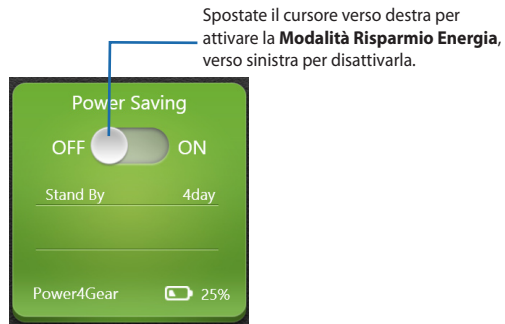 Spostate il cursore verso destra per
attivare la Modalità Risparmio Energia,
verso sinistra per disattivarla.
Power Saving
OFF ON
Stand By 4day
Power4Gear 25%